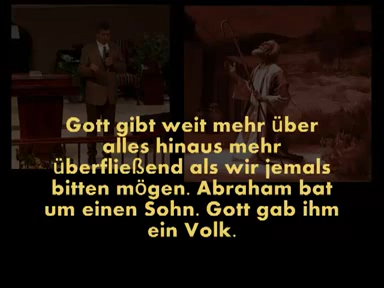 Gott gibt weit mehr über
alles hinaus mehr
überfließend als wir jemals
bitten mögen. Abraham bat
um einen Sohn. Gott gab ihm
ein Volk.